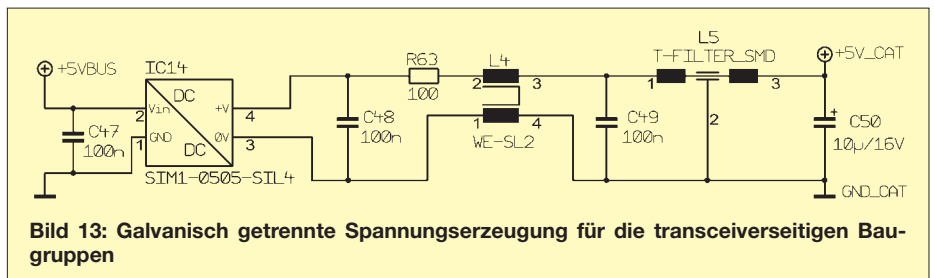 L5
T-FILTER_SMD
+5V_CAT
+5VBUS
IC14
R63
100
L4
2
3
1
3
DC
Vin
+V
2
4
C47
100n
GND
0V
1
3
DC
C48
100n
1
4
WE-SL2
C49
100n
2
+
C50
10µ/16V
SIM1-0505-SIL4
GND_CAT
Bild 13: Galvanisch getrennte Spannungserzeugung für die transceiverseitigen Bau-
gruppen